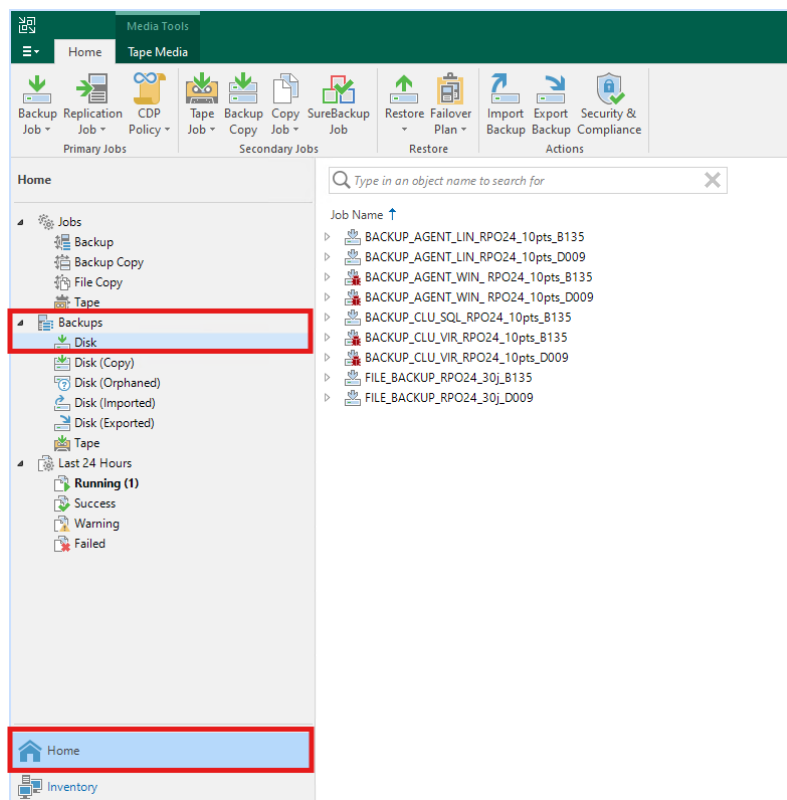 Media Tools
Home
Tape Media
Backup Job
Replication Job
CDP Policy
Tape Job
Backup Copy
Copy Job
SureBackup Job
Restore
Failover Plan
Import Backup
Export Backup
Security & Compliance
Primary Jobs
Secondary Jobs
Restore
Actions
Home
Jobs
Backup
Backup Copy
File Copy
Tape
Backups
Disk
Disk (Copy)
Disk (Orphaned)
Disk (Imported)
Disk (Exported)
Tape
Last 24 Hours
Running (1)
Success
Warning
Failed
Home
Inventory
Type in an object name to search for
Job Name
BACKUP_AGENT_LIN_RPO24_10pts_B135
BACKUP_AGENT_LIN_RPO24_10pts_D009
BACKUP_AGENT_WIN_ RPO24_10pts_B135
BACKUP_AGENT_WIN_ RPO24_10pts_D009
BACKUP_CLU_SQL_RPO24_10pts_B135
BACKUP_CLU_VIR_RPO24_10pts_B135
BACKUP_CLU_VIR_RPO24_10pts_D009
FILE_BACKUP_RPO24_30j_B135
FILE_BACKUP_RPO24_30j_D009